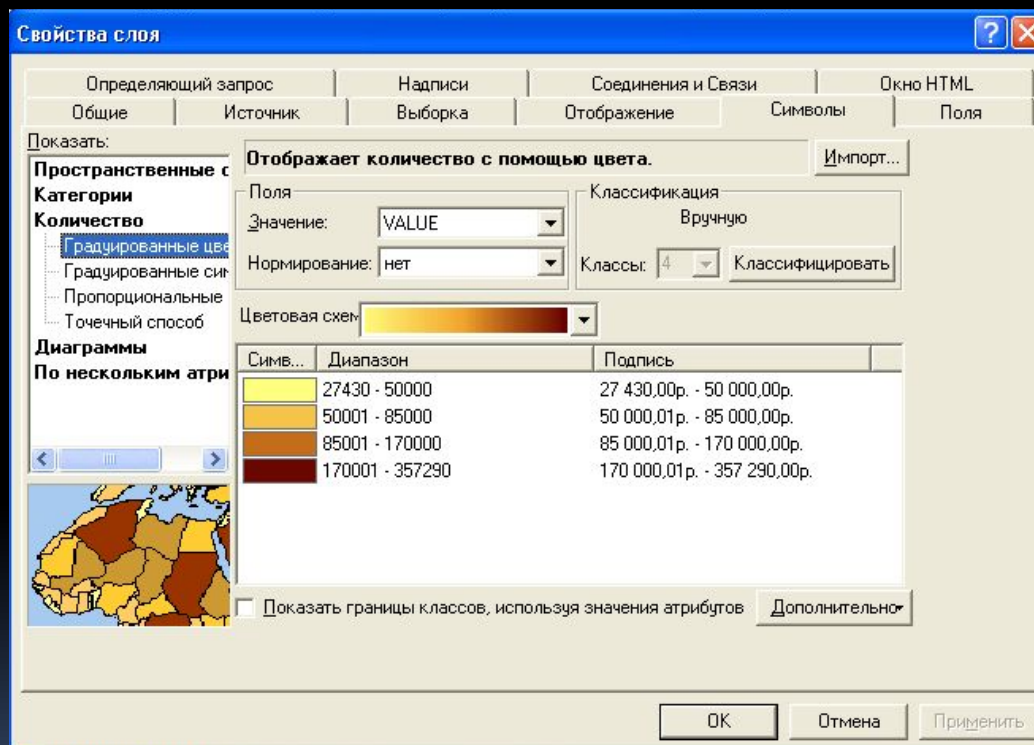 Свойства слоя
Определяющий запрос Надписи Соединения и Связи Окно HTML
Общие Источник Выборка Отображение Символы Поля
Показать:
Пространственные с
Категории
Количество
Градуированные цве
Градуированные сим
Пропорциональные
Точечный способ
Диаграммы
По нескольким атри
Отображает количество с помощью цвета.
Импорт...
Поля
Значение: VALUE
Нормирование: нет
Классификация
Вручную
Классы: 4 Классифицировать
Цветовая схем
Симв... Диапазон Подпись
27430 - 50000 27 430,00р. - 50 000,00р.
50001 - 85000 50 000,01р. - 85 000,00р.
85001 - 170000 85 000,01р. - 170 000,00р.
170001 - 357290 170 000,01р. - 357 290,00р.
Показать границы классов, используя значения атрибутов
Дополнительно
OK Отмена Применить